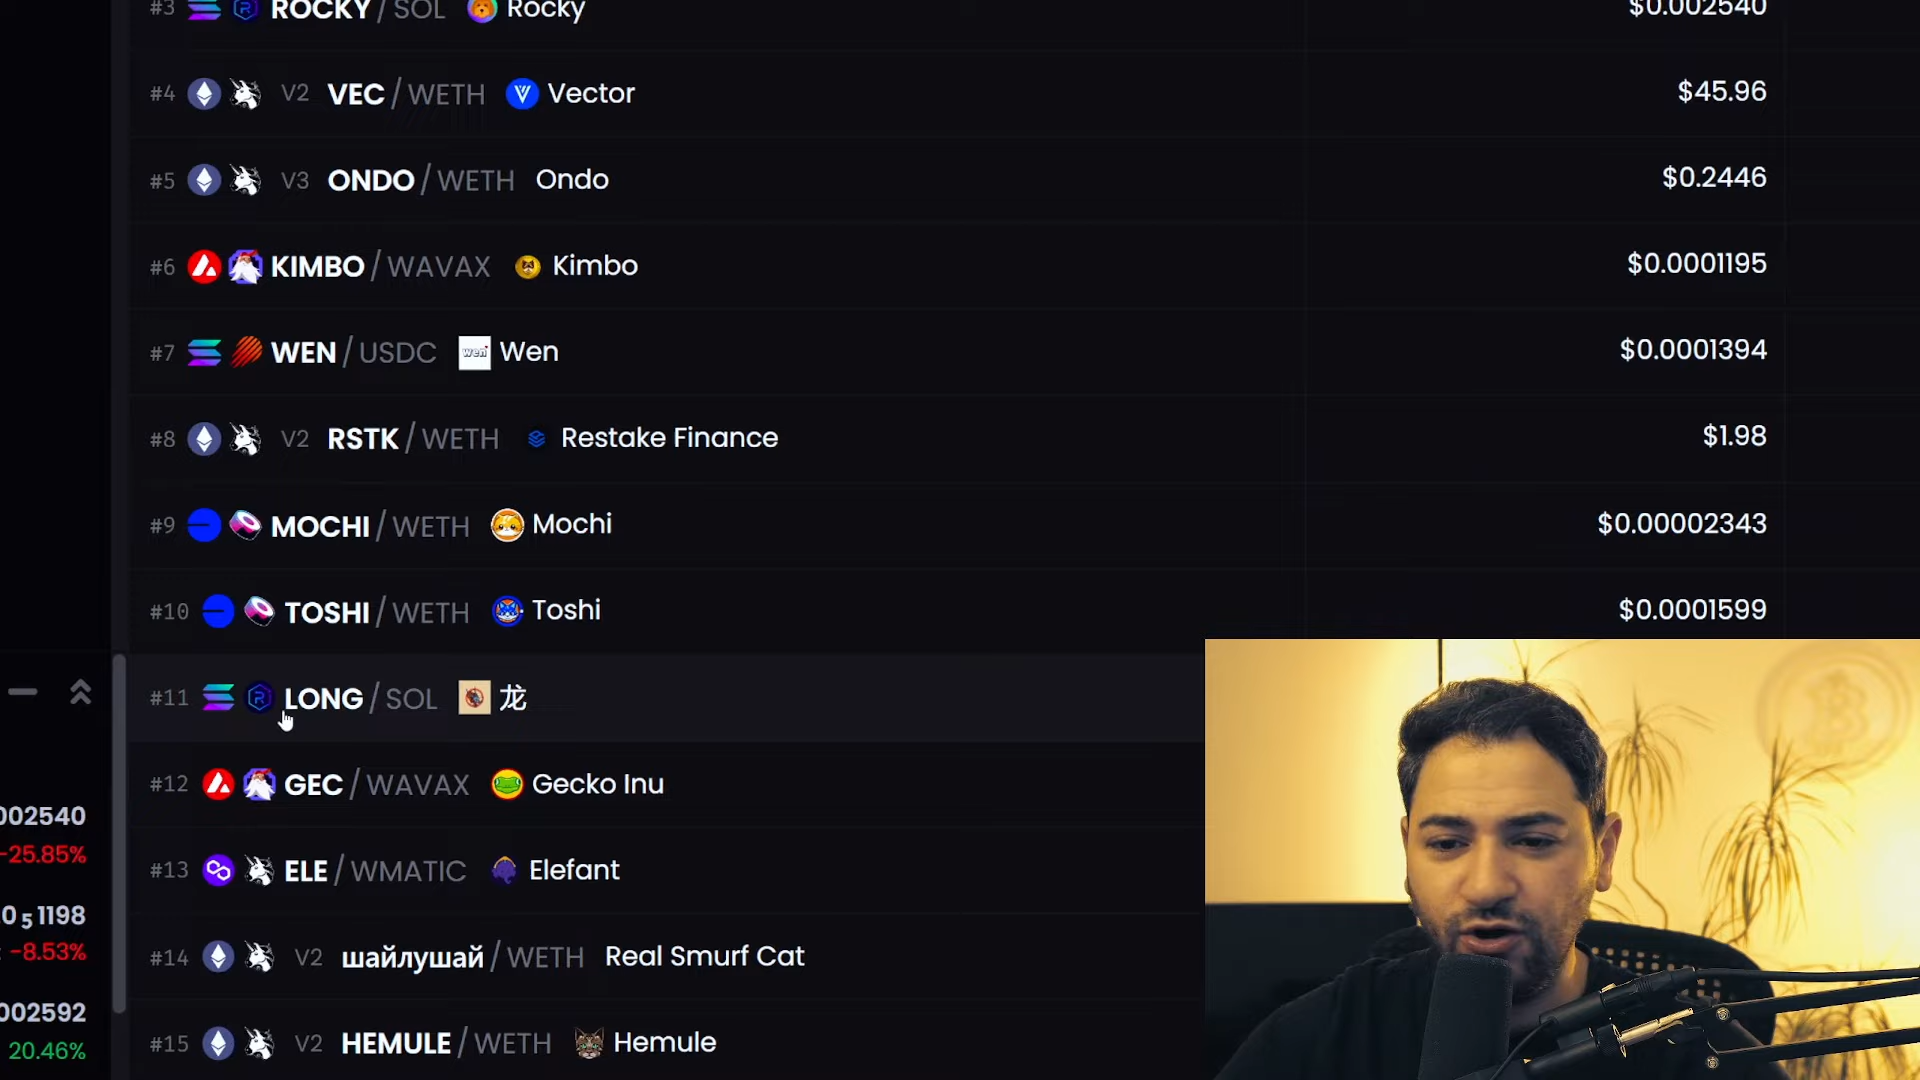 #3 ROCKY / SOL Rocky $0.002540
#4 V2 VEC / WETH Vector $45.96
#5 V3 ONDO / WETH Ondo $0.2446
#6 KIMBO / WAVAX Kimbo $0.0001195
#7 WEN / USDC wen Wen $0.0001394
#8 V2 RSTK / WETH Restake Finance $1.98
#9 MOCHI / WETH Mochi $0.00002343
#10 TOSHI / WETH Toshi $0.0001599
#11 LONG / SOL 龙
#12 GEC / WAVAX Gecko Inu
#13 ELE / WMATIC Elefant
#14 V2 шайлушай / WETH Real Smurf Cat
#15 V2 HEMULE / WETH Hemule
002540
-25.85%
0₅1198
-8.53%
002592
20.46%